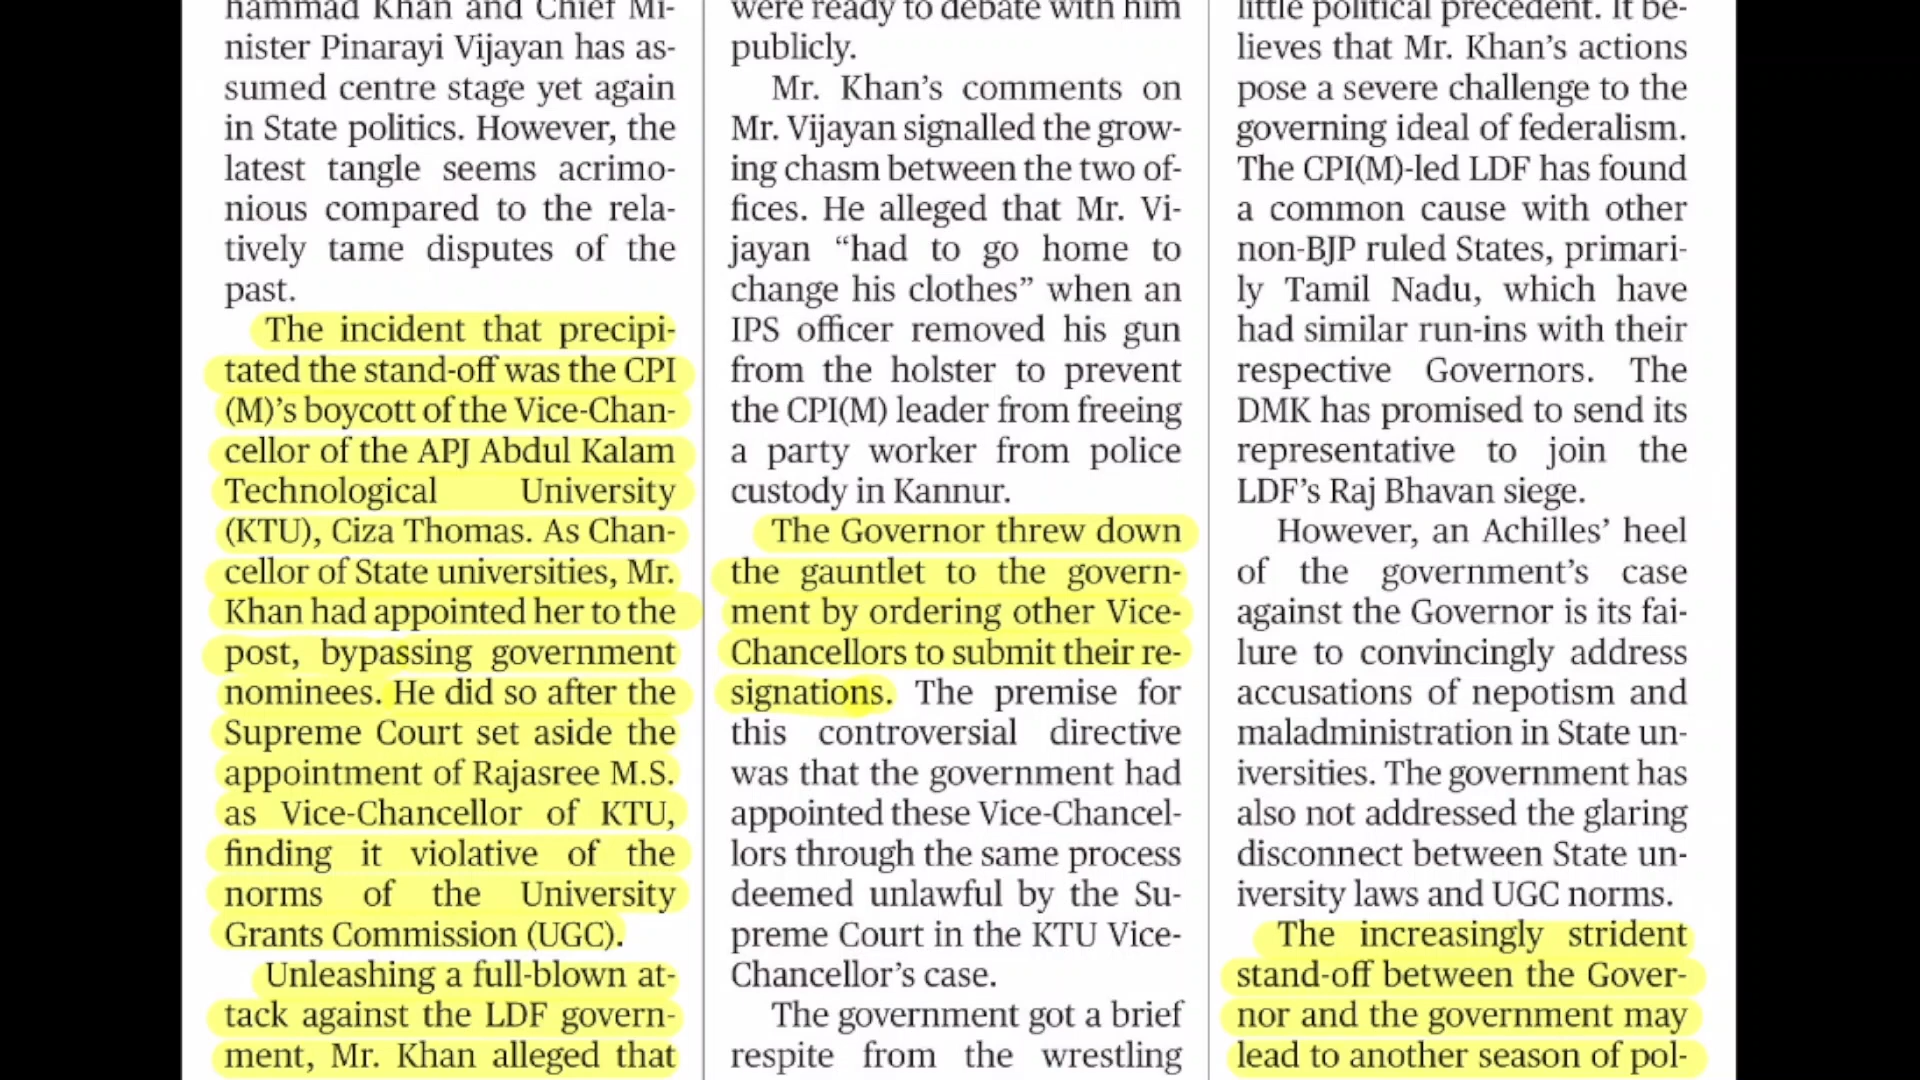 hammad Khan and Chief Mi-
nister Pinarayi Vijayan has as-
sumed centre stage yet again
in State politics. However, the
latest tangle seems acrimo-
nious compared to the rela-
tively tame disputes of the
past.
The incident that precipi-
tated the stand-off was the CPI
(M)’s boycott of the Vice-Chan-
cellor of the APJ Abdul Kalam
Technological University
(KTU), Ciza Thomas. As Chan-
cellor of State universities, Mr.
Khan had appointed her to the
post, bypassing government
nominees. He did so after the
Supreme Court set aside the
appointment of Rajasree M.S.
as Vice-Chancellor of KTU,
finding it violative of the
norms of the University
Grants Commission (UGC).
Unleashing a full-blown at-
tack against the LDF govern-
ment, Mr. Khan alleged that
were ready to debate with him
publicly.
Mr. Khan’s comments on
Mr. Vijayan signalled the grow-
ing chasm between the two of-
fices. He alleged that Mr. Vi-
jayan “had to go home to
change his clothes” when an
IPS officer removed his gun
from the holster to prevent
the CPI(M) leader from freeing
a party worker from police
custody in Kannur.
The Governor threw down
the gauntlet to the govern-
ment by ordering other Vice-
Chancellors to submit their re-
signations. The premise for
this controversial directive
was that the government had
appointed these Vice-Chancel-
lors through the same process
deemed unlawful by the Su-
preme Court in the KTU Vice-
Chancellor’s case.
The government got a brief
respite from the wrestling
little political precedent. It be-
lieves that Mr. Khan’s actions
pose a severe challenge to the
governing ideal of federalism.
The CPI(M)-led LDF has found
a common cause with other
non-BJP ruled States, primari-
ly Tamil Nadu, which have
had similar run-ins with their
respective Governors. The
DMK has promised to send its
representative to join the
LDF’s Raj Bhavan siege.
However, an Achilles’ heel
of the government’s case
against the Governor is its fai-
lure to convincingly address
accusations of nepotism and
maladministration in State un-
iversities. The government has
also not addressed the glaring
disconnect between State un-
iversity laws and UGC norms.
The increasingly strident
stand-off between the Gover-
nor and the government may
lead to another season of pol-